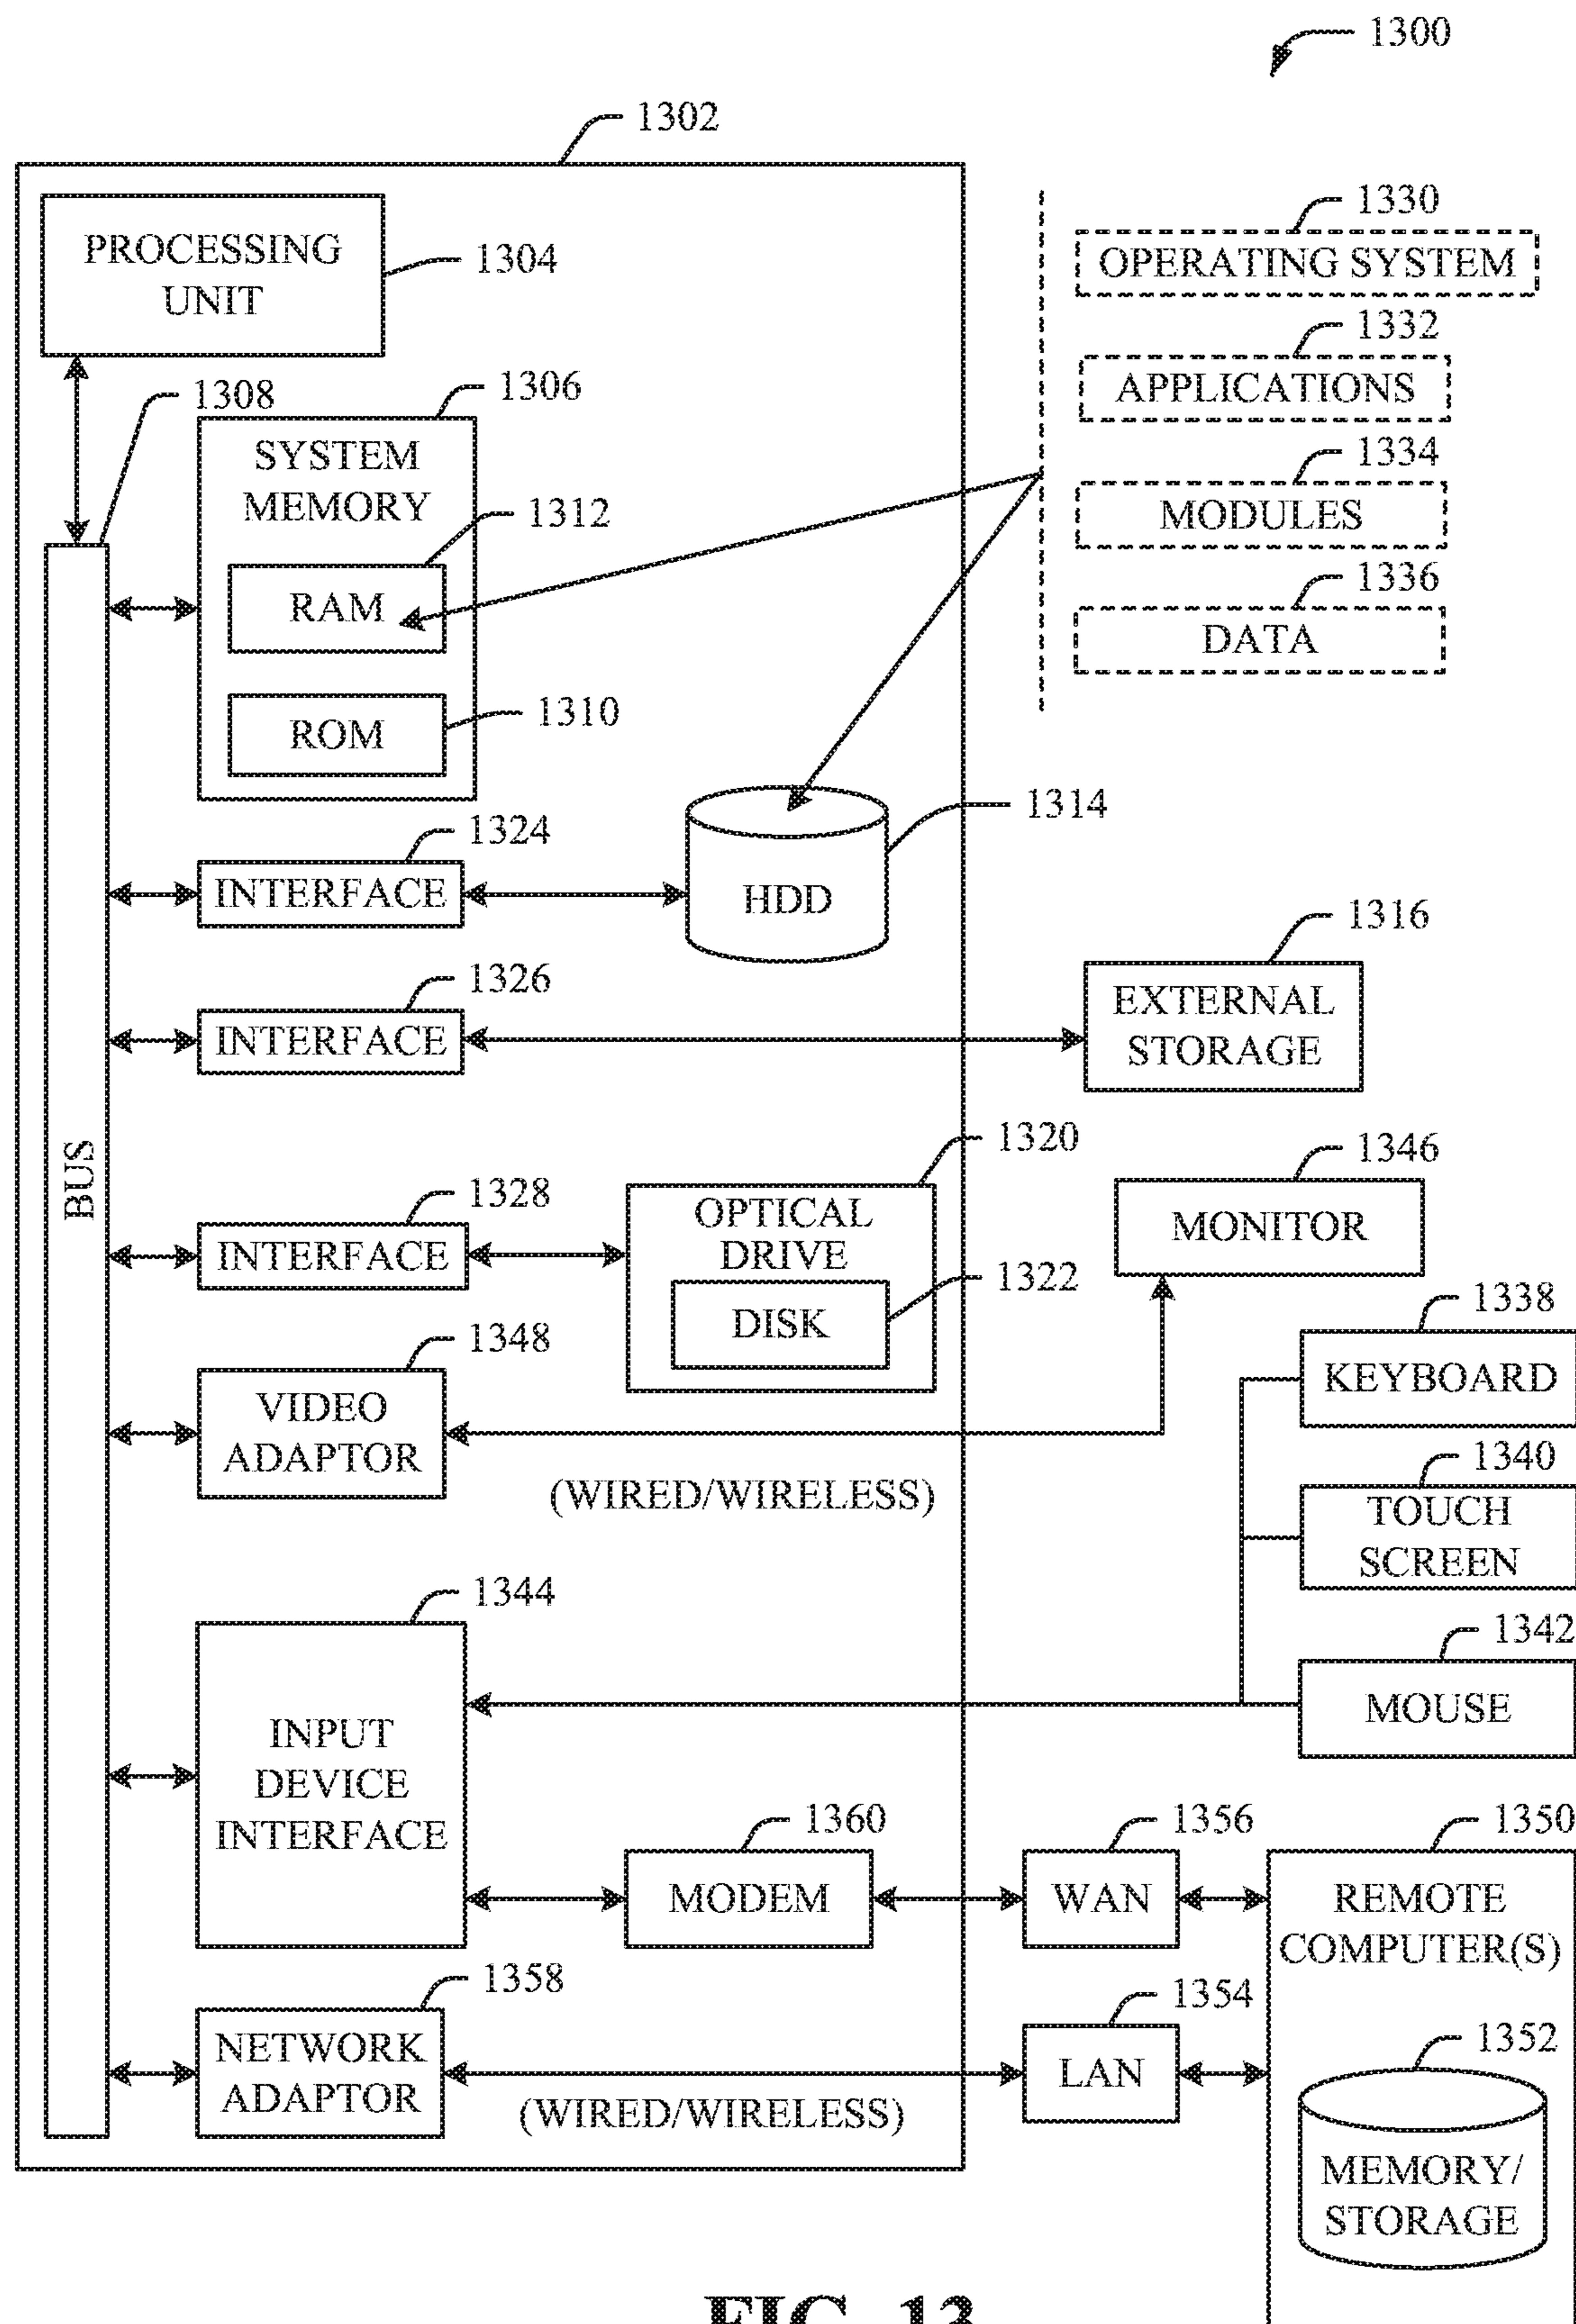 1300
1302
PROCESSING
UNIT
1304
1308
1306
SYSTEM
MEMORY
1312
RAM
ROM
1310
1330
OPERATING SYSTEM
1332
APPLICATIONS
1334
MODULES
1336
DATA
1324
INTERFACE
1314
HDD
1326
INTERFACE
1316
EXTERNAL
STORAGE
BUS
1328
INTERFACE
1320
OPTICAL
DRIVE
1322
DISK
1346
MONITOR
1348
VIDEO
ADAPTOR
(WIRED/WIRELESS)
1338
KEYBOARD
1340
TOUCH
SCREEN
1342
MOUSE
1344
INPUT
DEVICE
INTERFACE
1360
MODEM
1356
WAN
1350
REMOTE
COMPUTER(S)
1358
NETWORK
ADAPTOR
(WIRED/WIRELESS)
1354
LAN
1352
MEMORY/
STORAGE
FIG. 13